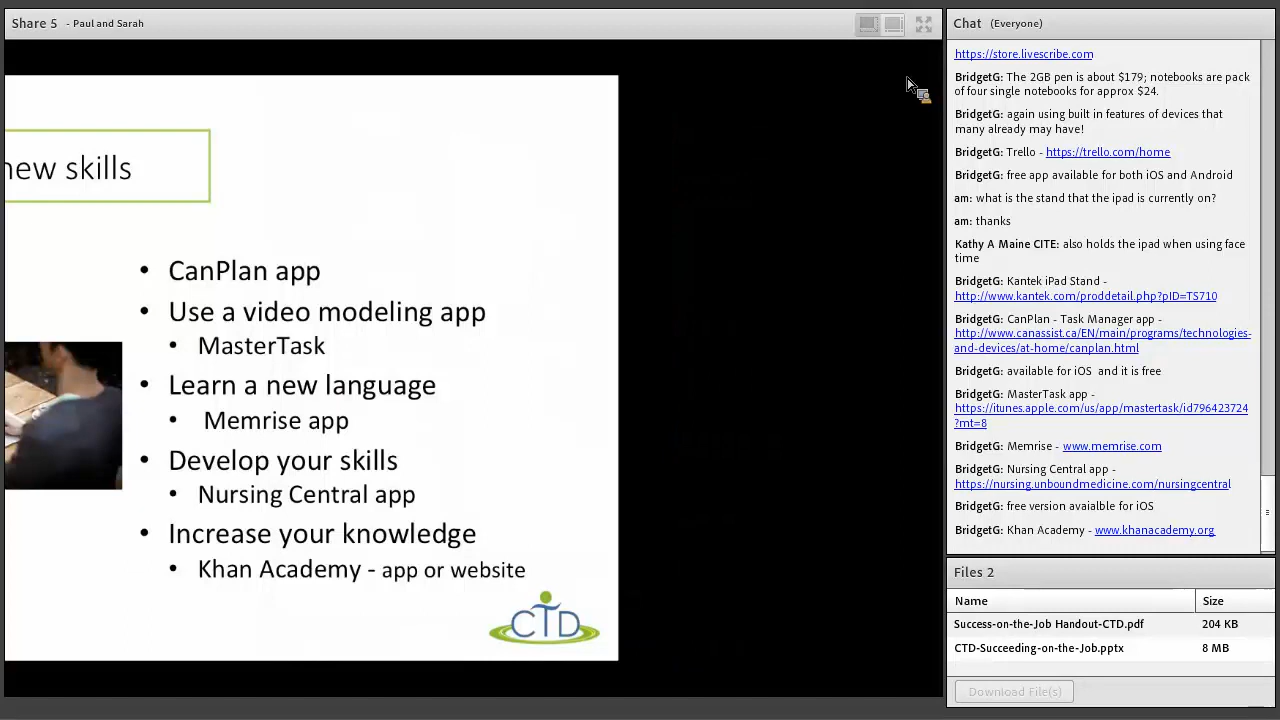 Share 5 - Paul and Sarah
new skills
• CanPlan app
• Use a video modeling app
• MasterTask
• Learn a new language
• Memrise app
• Develop your skills
• Nursing Central app
• Increase your knowledge
• Khan Academy - app or website
CTD
Chat (Everyone)
https://store.livescribe.com
BridgetG: The 2GB pen is about $179; notebooks are pack
of four single notebooks for approx $24.
BridgetG: again using built in features of devices that
many already may have!
BridgetG: Trello - https://trello.com/home
BridgetG: free app available for both iOS and Android
am: what is the stand that the ipad is currently on?
am: thanks
Kathy A Maine CITE: also holds the ipad when using face
time
BridgetG: Kantek iPad Stand -
http://www.kantek.com/proddetail.php?pID=TS710
BridgetG: CanPlan - Task Manager app -
http://www.canassist.ca/EN/main/programs/technologies-
and-devices/at-home/canplan.html
BridgetG: available for iOS and it is free
BridgetG: MasterTask app -
https://itunes.apple.com/us/app/mastertask/id796423724
?mt=8
BridgetG: Memrise - www.memrise.com
BridgetG: Nursing Central app -
https://nursing.unboundmedicine.com/nursingcentral
BridgetG: free version avaialble for iOS
BridgetG: Khan Academy - www.khanacademy.org
Files 2
Name Size
Success-on-the-Job Handout-CTD.pdf 204 KB
CTD-Succeeding-on-the-Job.pptx 8 MB
Download File(s)